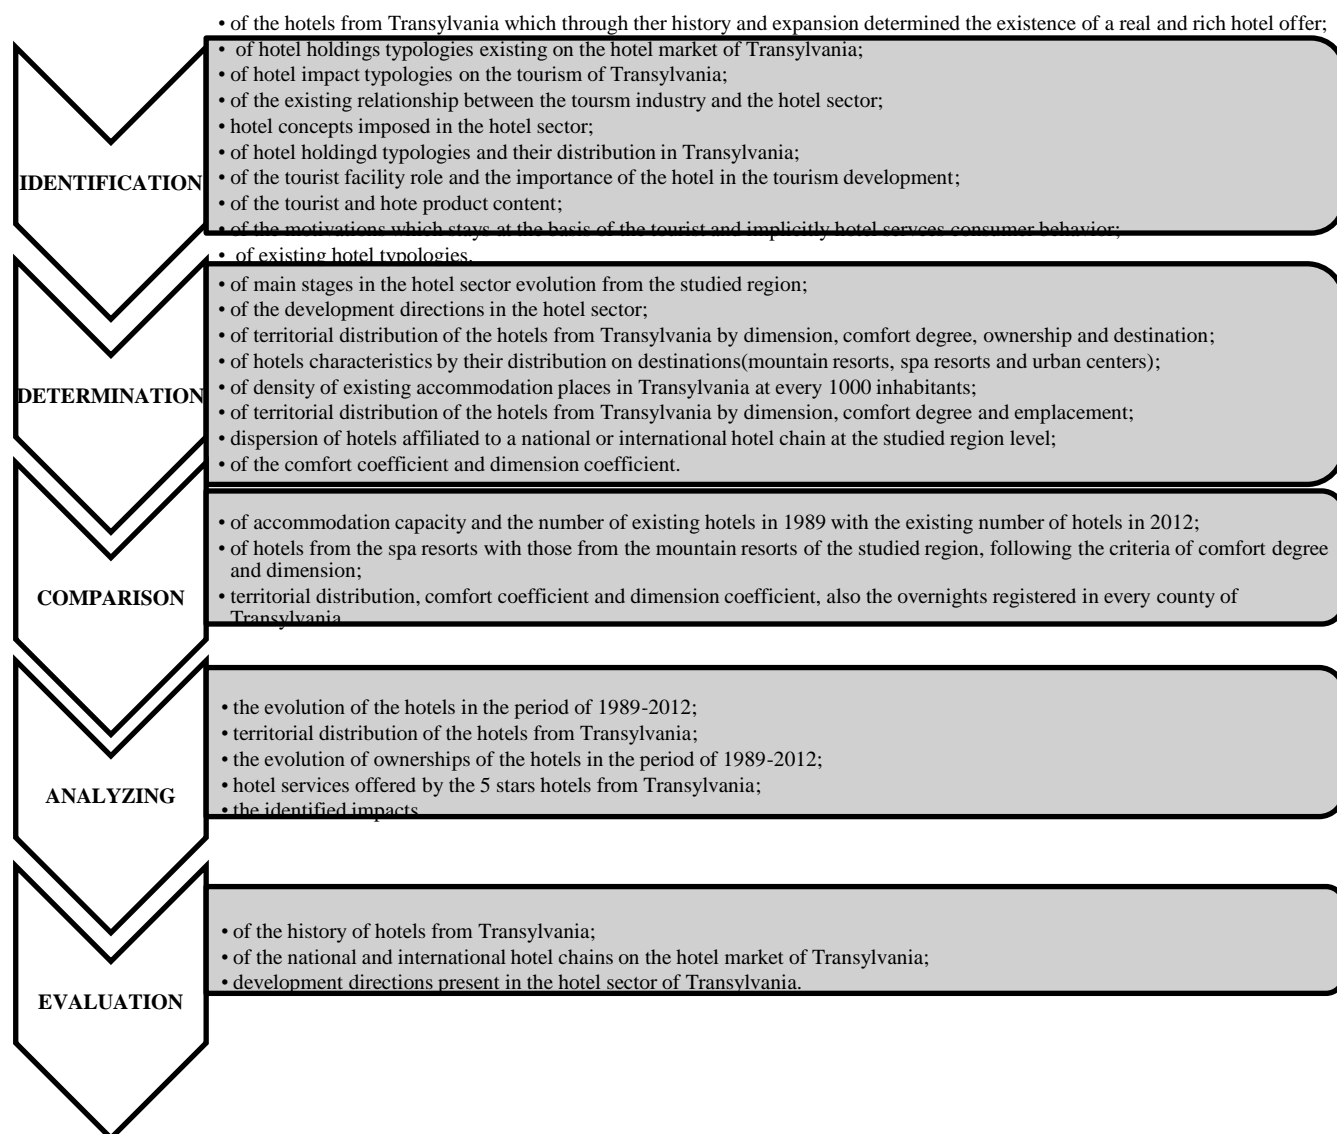 • of the hotels from Transylvania which through ther history and expansion determined the existence of a real and rich hotel offer;
• of hotel holdings typologies existing on the hotel market of Transylvania;
• of hotel impact typologies on the tourism of Transylvania;
• of the existing relationship between the toursm industry and the hotel sector;
• hotel concepts imposed in the hotel sector;
• of hotel holdingd typologies and their distribution in Transylvania;
IDENTIFICATION
• of the tourist facility role and the importance of the hotel in the tourism development;
• of the tourist and hote product content;
• of the motivations which stays at the basis of the tourist and implicitly hotel servces consumer behavior;
• of existing hotel typologies.
• of main stages in the hotel sector evolution from the studied region;
• of the development directions in the hotel sector;
• of territorial distribution of the hotels from Transylvania by dimension, comfort degree, ownership and destination;
• of hotels characteristics by their distribution on destinations(mountain resorts, spa resorts and urban centers);
DETERMINATION
• of density of existing accommodation places in Transylvania at every 1000 inhabitants;
• of territorial distribution of the hotels from Transylvania by dimension, comfort degree and emplacement;
• dispersion of hotels affiliated to a national or international hotel chain at the studied region level;
• of the comfort coefficient and dimension coefficient.
• of accommodation capacity and the number of existing hotels in 1989 with the existing number of hotels in 2012;
• of hotels from the spa resorts with those from the mountain resorts of the studied region, following the criteria of comfort degree
and dimension;
COMPARISON
• territorial distribution, comfort coefficient and dimension coefficient, also the overnights registered in every county of
Transylvania
• the evolution of the hotels in the period of 1989-2012;
• territorial distribution of the hotels from Transylvania;
• the evolution of ownerships of the hotels in the period of 1989-2012;
• hotel services offered by the 5 stars hotels from Transylvania;
ANALYZING
• the identified impacts
• of the history of hotels from Transylvania;
• of the national and international hotel chains on the hotel market of Transylvania;
• development directions present in the hotel sector of Transylvania.
EVALUATION